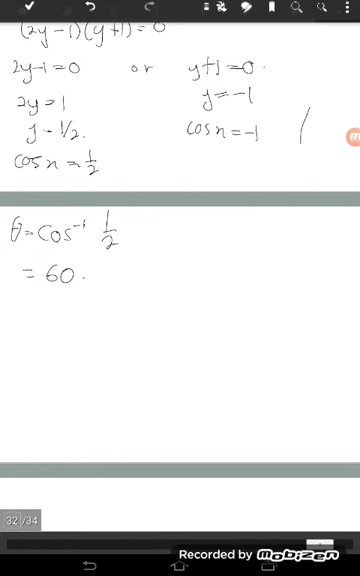 (2y-1)(y+1)=0
2y-1=0 or y+1=0.
2y=1
y=-1
y=1/2.
cos x=-1
cos x=1/2
θ=cos⁻¹ 1/2
=60.
32/34
Recorded by Mobizen